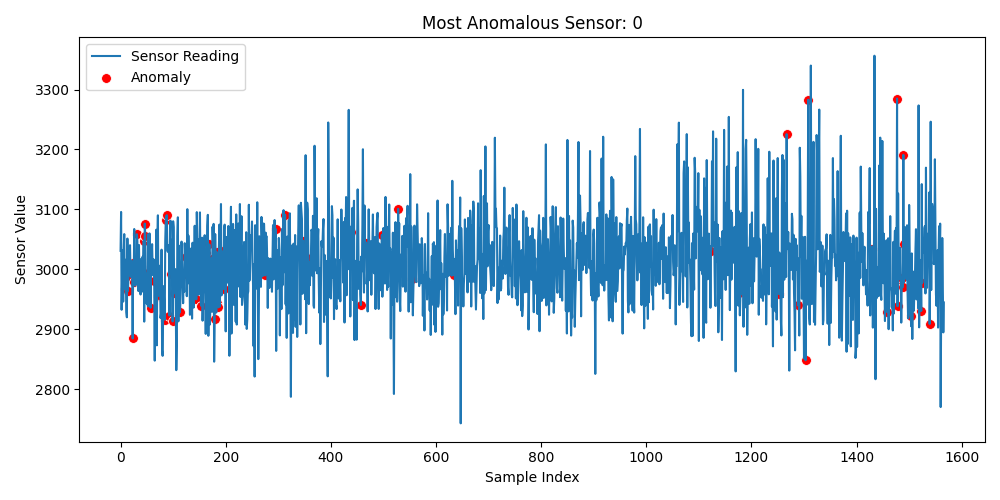 Most Anomalous Sensor: 0
Sensor Reading
Anomaly
3300
3200
3100
3000
2900
2800
Sensor Value
0 200 400 600 800 1000 1200 1400 1600
Sample Index